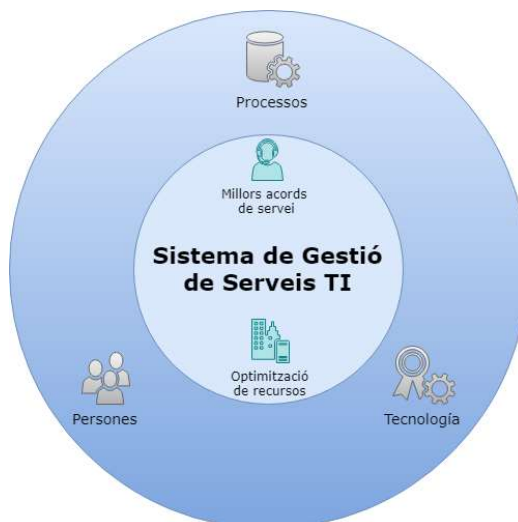 Processos
Millors acords
de servei
Sistema de Gestió
de Serveis TI
Optimització
de recursos
Persones
Tecnología